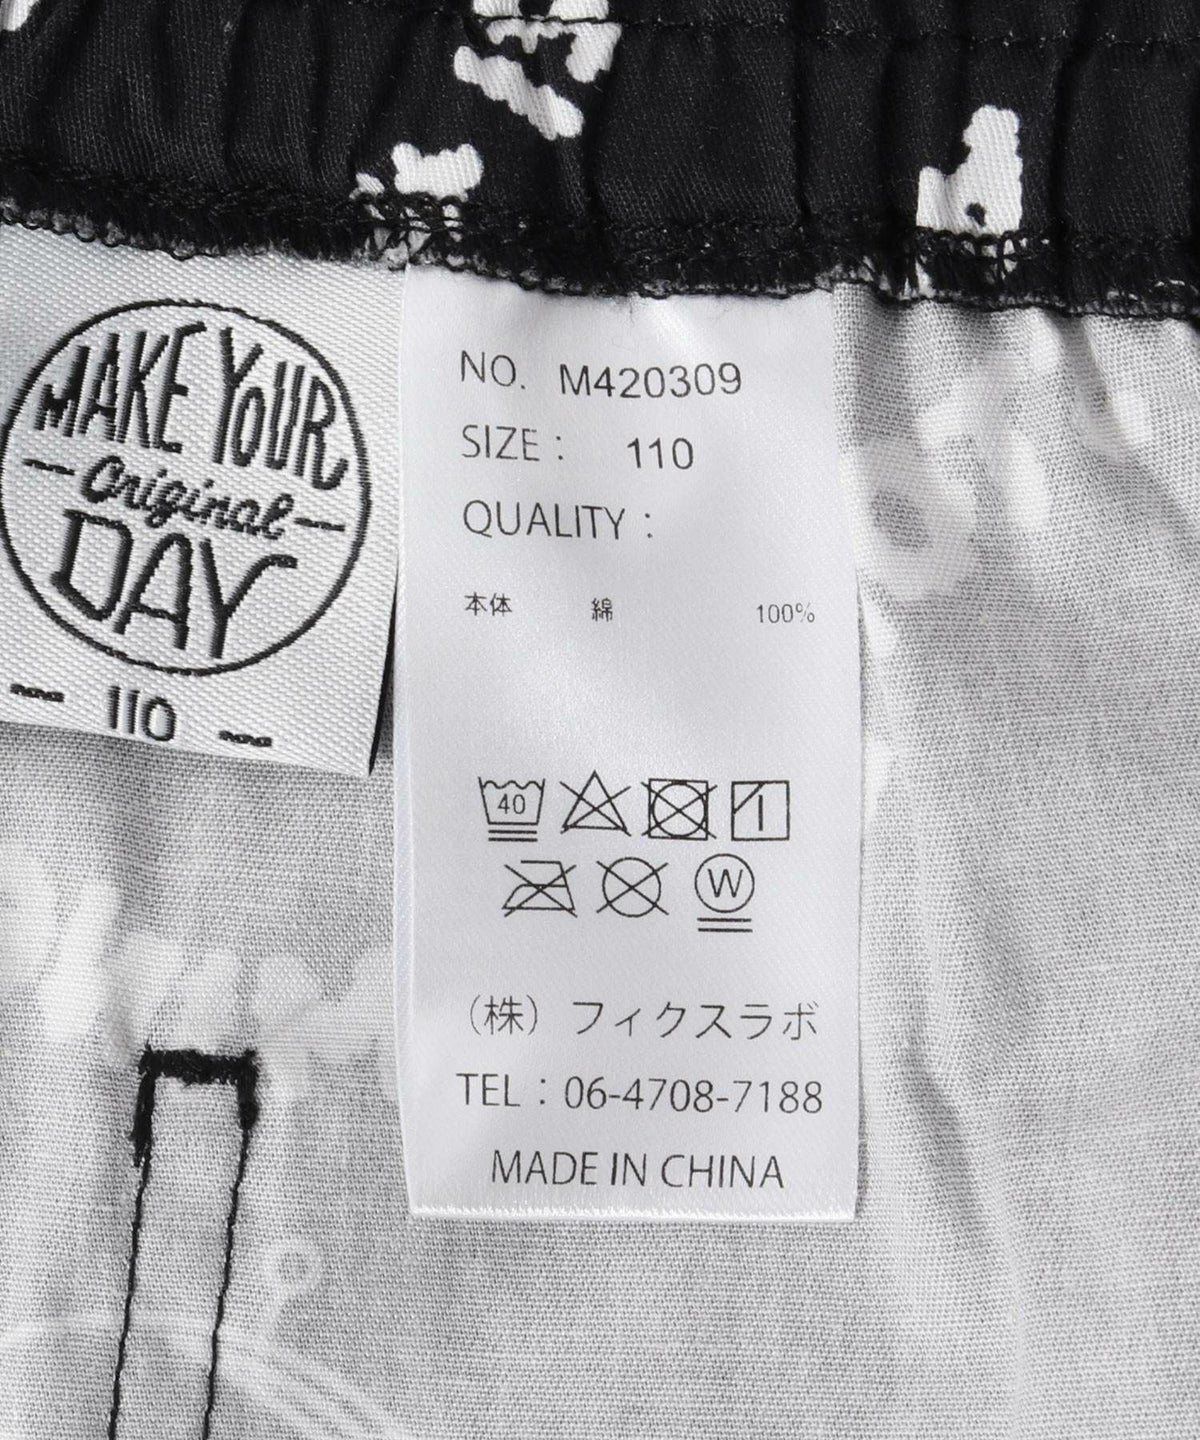 MAKE YOUR
Original
DAY
110
NO. M420309
SIZE : 110
QUALITY :
本体 綿 100%
40
W
(株) フィクスラボ
TEL : 06-4708-7188
MADE IN CHINA